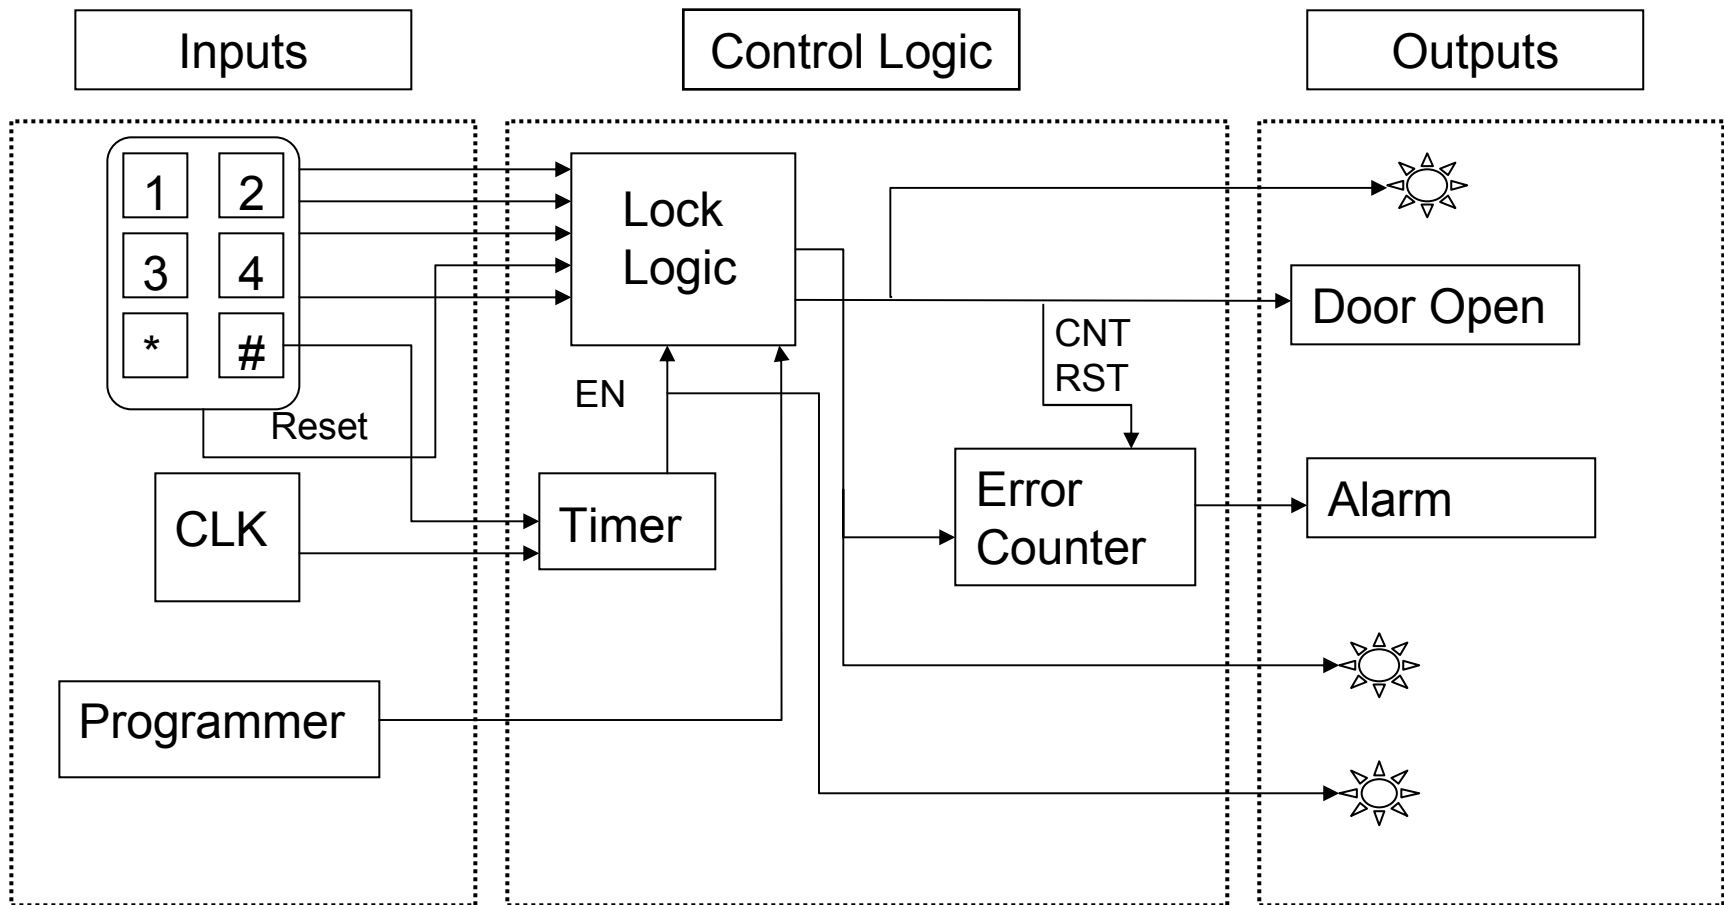 Inputs
Control Logic
Outputs
1 2
3 4
* #
Reset
CLK
Programmer
Lock
Logic
EN
Timer
CNT
RST
Error
Counter
Door Open
Alarm